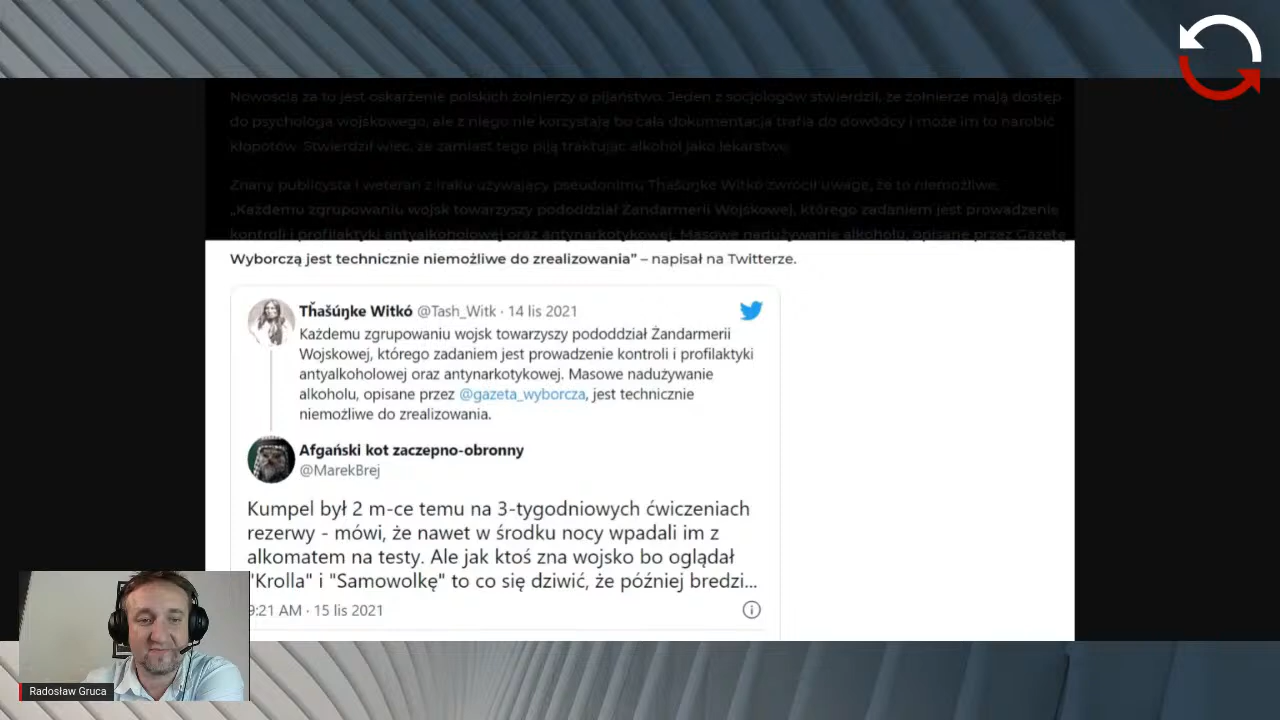 Nowością za to jest oskarżenie polskich żołnierzy o pijaństwo. Jeden z socjologów stwierdził, że żołnierze mają dostęp
do psychologa wojskowego, ale z niego nie korzystają bo cała dokumentacja trafia do dowódcy i może im to narobić
kłopotów. Stwierdził więc, że zamiast tego piją traktując alkohol jako lekarstwo.
Znany publicysta i weteran z Iraku używający pseudonimu Tȟašúŋke Witkó zwrócił uwagę, że to niemożliwe.
„Każdemu zgrupowaniu wojsk towarzyszy pododdział Żandarmerii Wojskowej, którego zadaniem jest prowadzenie
kontroli i profilaktyki antyalkoholowej oraz antynarkotykowej. Masowe nadużywanie alkoholu, opisane przez Gazetę
Wyborczą jest technicznie niemożliwe do zrealizowania” – napisał na Twitterze.
Tȟašúŋke Witkó @Tash_Witk · 14 lis 2021
Każdemu zgrupowaniu wojsk towarzyszy pododdział Żandarmerii
Wojskowej, którego zadaniem jest prowadzenie kontroli i profilaktyki
antyalkoholowej oraz antynarkotykowej. Masowe nadużywanie
alkoholu, opisane przez @gazeta_wyborcza, jest technicznie
niemożliwe do zrealizowania.
Afgański kot zaczepno-obronny
@MarekBrej
Kumpel był 2 m-ce temu na 3-tygodniowych ćwiczeniach
rezerwy - mówi, że nawet w środku nocy wpadali im z
alkomatem na testy. Ale jak ktoś zna wojsko bo oglądał
"Krolla" i "Samowolkę" to co się dziwić, że później bredzi...
9:21 AM · 15 lis 2021
Radosław Gruca